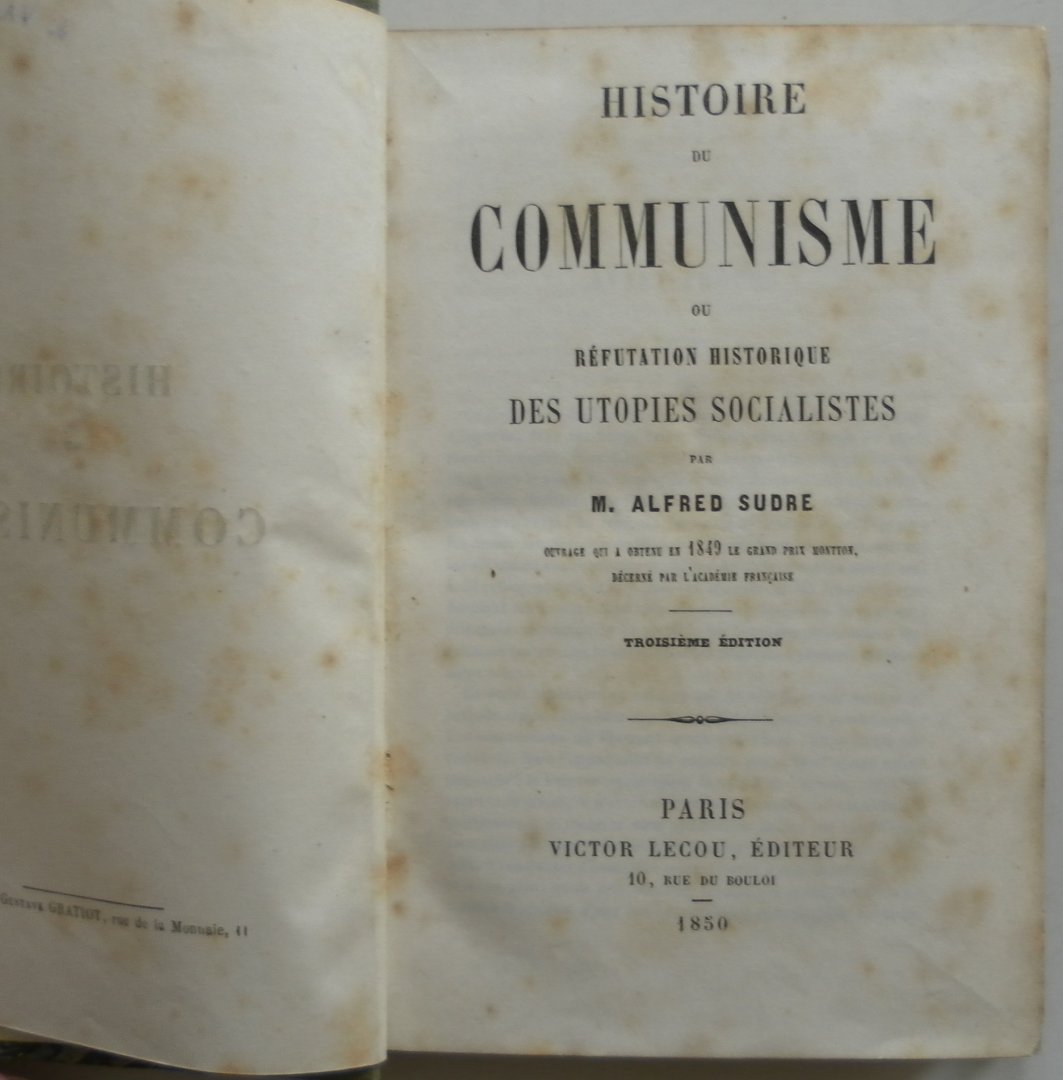 Gustave GRATIOT, rue de la Monnaie, 11
HISTOIRE
DU
COMMUNISME
OU
RÉFUTATION HISTORIQUE
DES UTOPIES SOCIALISTES
PAR
M. ALFRED SUDRE
OUVRAGE QUI A OBTENU EN 1849 LE GRAND PRIX MONTYON,
DÉCERNÉ PAR L'ACADÉMIE FRANÇAISE
TROISIÈME ÉDITION
PARIS
VICTOR LECOU, ÉDITEUR
10, RUE DU BOULOI
1850